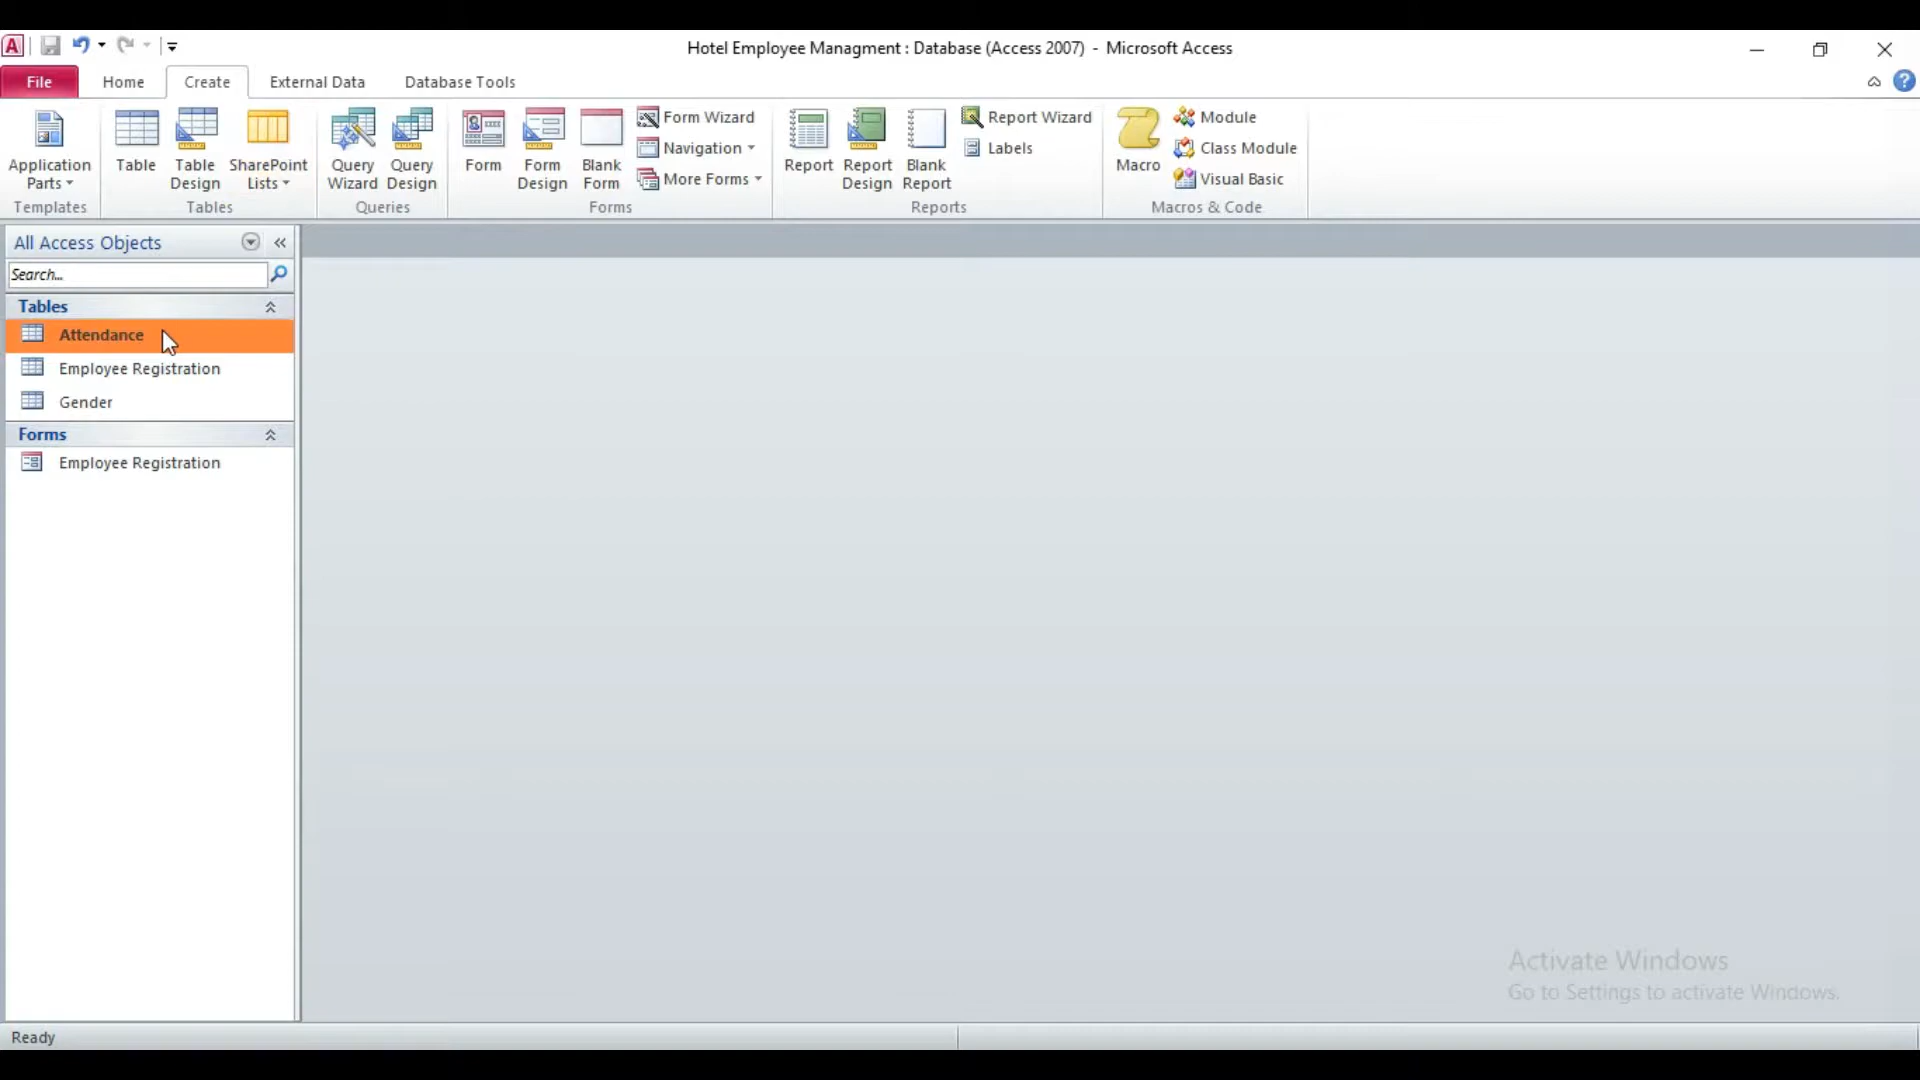 Hotel Employee Managment : Database (Access 2007) - Microsoft Access
File Home Create External Data Database Tools
Application Parts
Table
Table Design
SharePoint Lists
Query Wizard
Query Design
Form
Form Design
Blank Form
Form Wizard
Navigation
More Forms
Report
Report Design
Blank Report
Report Wizard
Labels
Macro
Module
Class Module
Visual Basic
Templates Tables Queries Forms Reports Macros & Code
All Access Objects
Search...
Tables
Attendance
Employee Registration
Gender
Forms
Employee Registration
Activate Windows
Go to Settings to activate Windows.
Ready